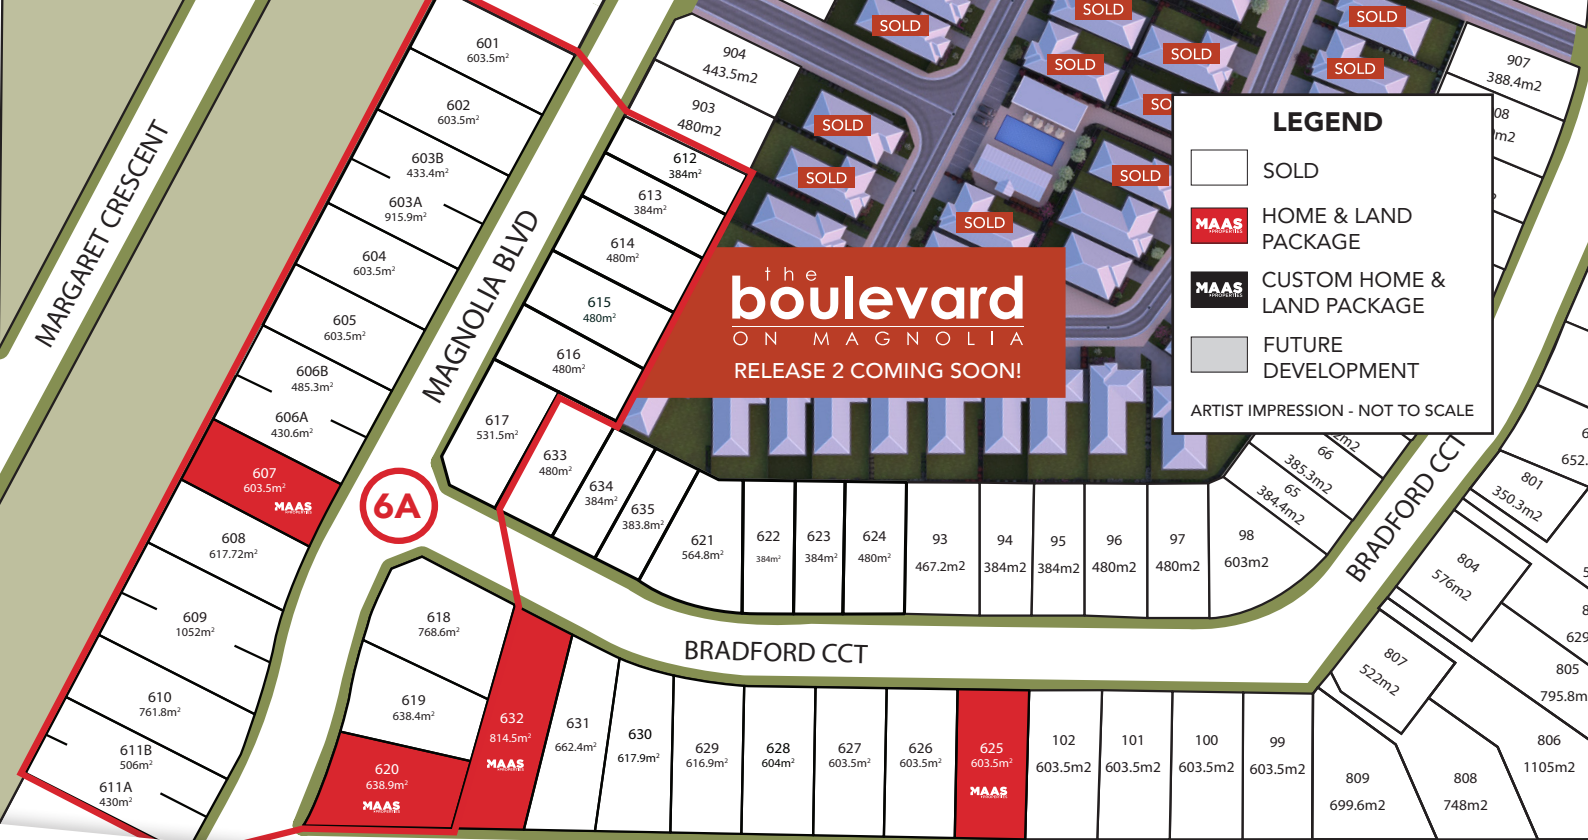 601
603.5m²
602
603.5m²
603B
433.4m²
603A
915.9m²
604
603.5m²
605
603.5m²
606B
485.3m²
606A
430.6m²
607
603.5m²
MAAS
608
617.72m²
609
1052m²
610
761.8m²
611B
506m²
611A
430m²
MARGARET CRESCENT
MAGNOLIA BLVD
6A
904
443.5m2
903
480m2
612
384m²
613
384m²
614
480m²
615
480m²
616
480m²
617
531.5m²
633
480m²
634
384m²
635
383.8m²
621
564.8m²
622
384m²
623
384m²
624
480m²
93
467.2m2
94
384m2
95
384m2
96
480m2
97
480m2
98
603m2
65
384.4m2
66
385.3m2
618
768.6m²
619
638.4m²
620
638.9m²
MAAS
632
814.5m²
MAAS
631
662.4m²
630
617.9m²
629
616.9m²
628
604m²
627
603.5m²
626
603.5m²
625
603.5m²
MAAS
102
603.5m2
101
603.5m2
100
603.5m2
99
603.5m2
BRADFORD CCT
BRADFORD CCT
809
699.6m2
808
748m2
806
1105m2
805
795.8m
807
522m2
804
576m2
801
350.3m2
652.
629
907
388.4m2
08
m2
SOLD
SOLD
SOLD
SOLD
SOLD
SOLD
SOLD
SO
SOLD
SOLD
SOLD
the
boulevard
ON MAGNOLIA
RELEASE 2 COMING SOON!
LEGEND
SOLD
MAAS
+PROPERTIES
HOME & LAND
PACKAGE
MAAS
+PROPERTIES
CUSTOM HOME &
LAND PACKAGE
FUTURE
DEVELOPMENT
ARTIST IMPRESSION - NOT TO SCALE